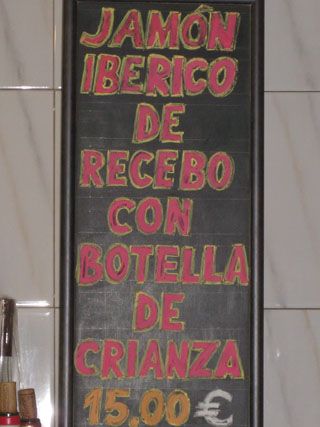 JAMÓN
IBERICO
DE
RECEBO
CON
BOTELLA
DE
CRIANZA
15.00 €